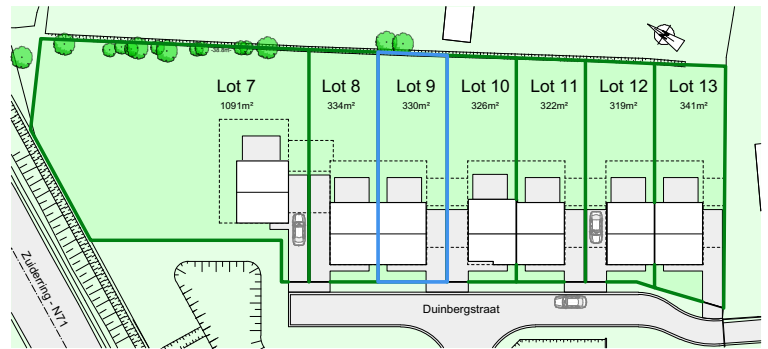 Lot 7
1091m²
Lot 8
334m²
Lot 9
330m²
Lot 10
326m²
Lot 11
322m²
Lot 12
319m²
Lot 13
341m²
Zuiderring - N71
Duinbergstraat